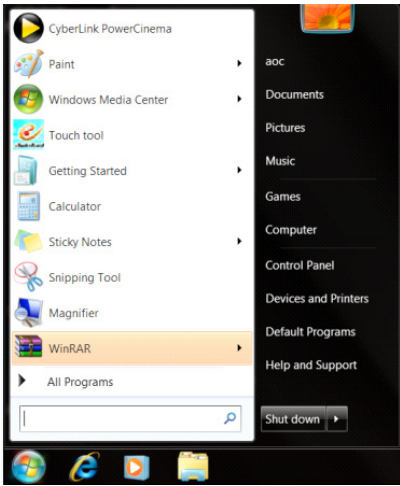 CyberLink PowerCinema
Paint
Windows Media Center
Touch tool
Getting Started
Calculator
Sticky Notes
Snipping Tool
Magnifier
WinRAR
All Programs
aoc
Documents
Pictures
Music
Games
Computer
Control Panel
Devices and Printers
Default Programs
Help and Support
Shut down